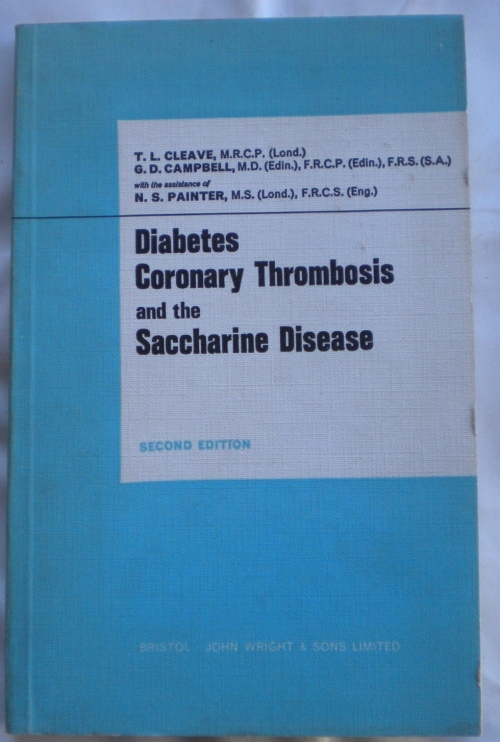 T. L. CLEAVE, M.R.C.P. (Lond.)
G. D. CAMPBELL, M.D. (Edin.), F.R.C.P. (Edin.), F.R.S. (S.A.)
with the assistance of
N. S. PAINTER, M.S. (Lond.), F.R.C.S. (Eng.)
Diabetes
Coronary Thrombosis
and the
Saccharine Disease
SECOND EDITION
BRISTOL · JOHN WRIGHT & SONS LIMITED